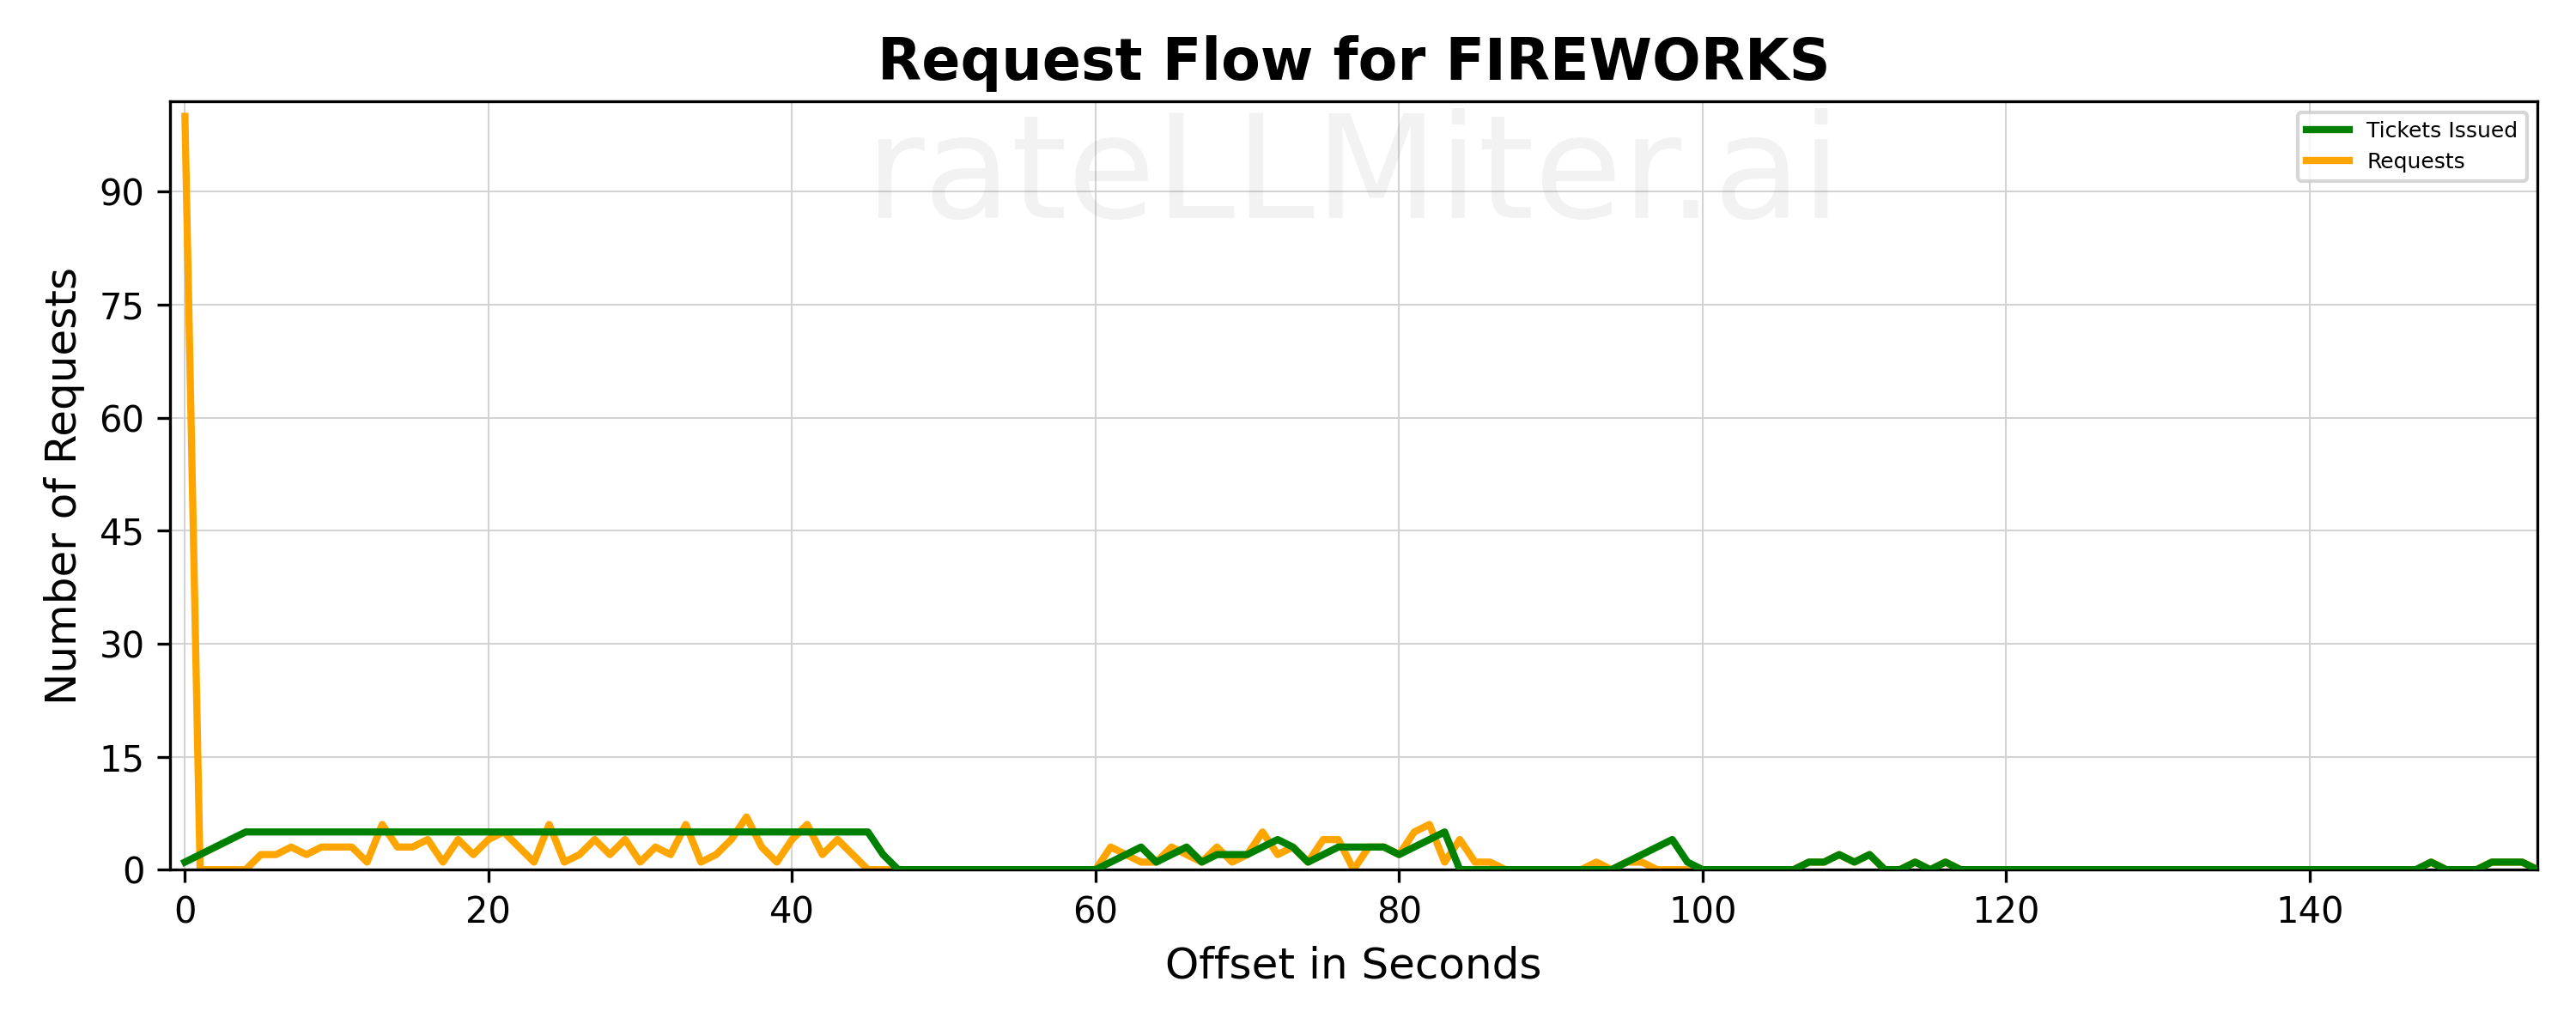 Request Flow for FIREWORKS
rateLLMiter.ai
Tickets Issued
Requests
Number of Requests
90
75
60
45
30
15
0
0 20 40 60 80 100 120 140
Offset in Seconds